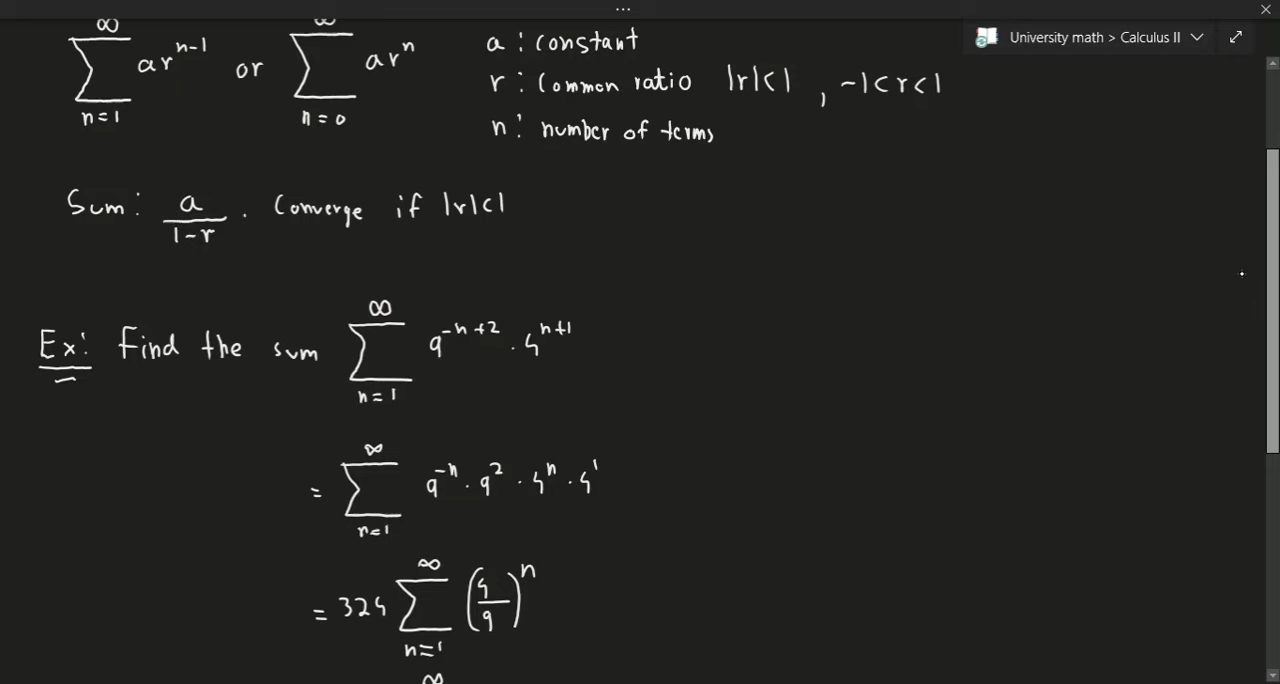 ...
University math > Calculus II
∞ ∑ n=1 ar^(n-1) or ∞ ∑ n=0 ar^n
a : constant
r : Common ratio |r|<1 , -1<r<1
n : number of terms
Sum : a/(1-r) . Converge if |r|<1
Ex: Find the sum ∞ ∑ n=1 9^(-n+2) . 4^(n+1)
= ∞ ∑ n=1 9^(-n) . 9^2 . 4^n . 4^1
= 324 ∞ ∑ n=1 (4/9)^n
∞